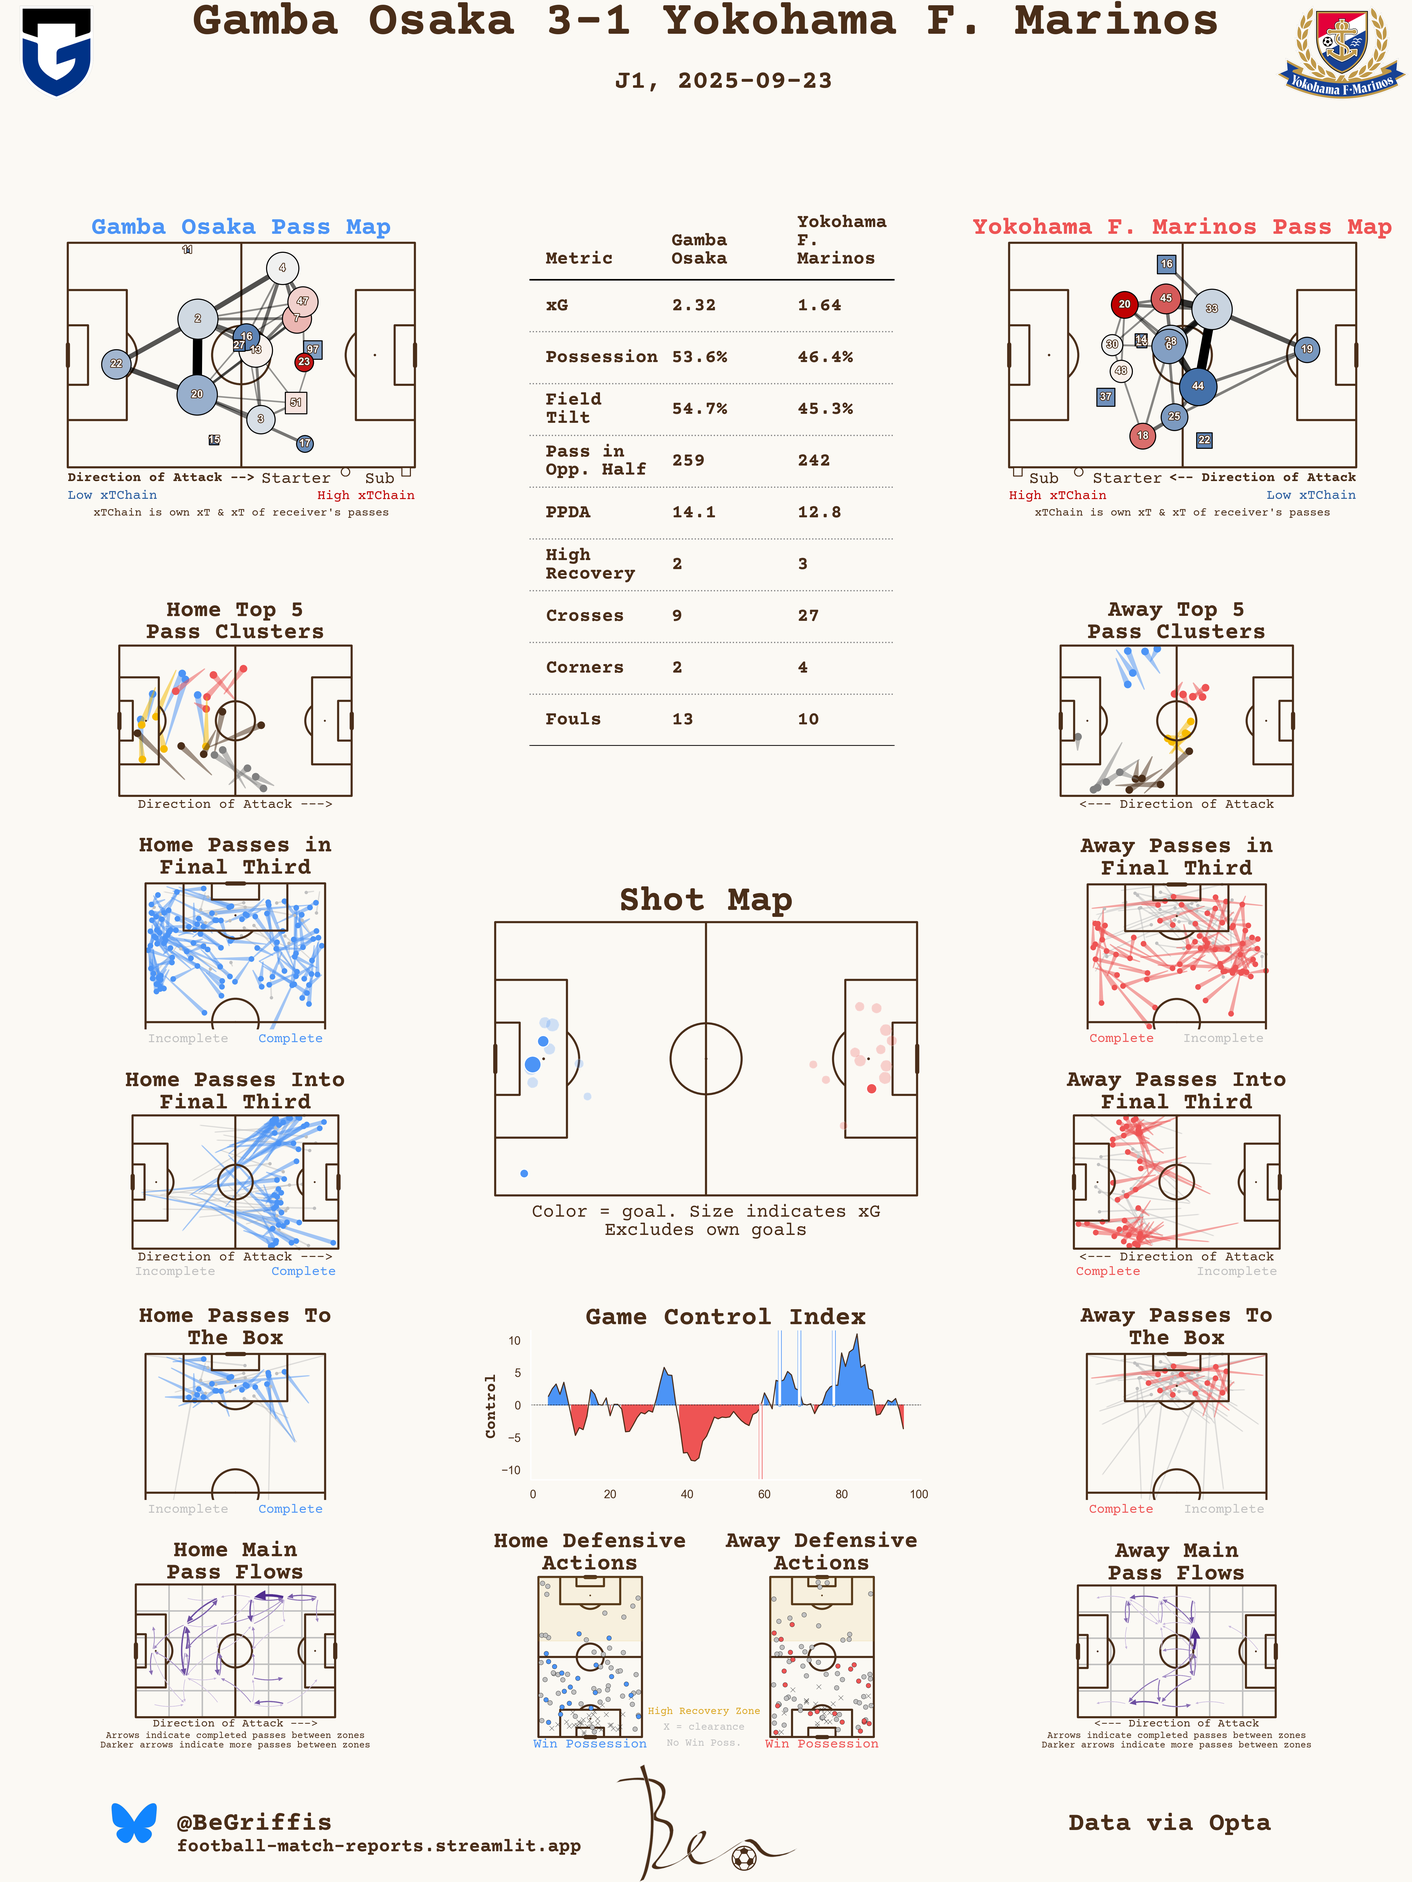 Gamba Osaka 3-1 Yokohama F. Marinos
J1, 2025-09-23
Yokohama F·Marinos
Gamba Osaka Pass Map
11
4
47
7
2
16
27
13
97
23
22
20
51
3
15
17
Direction of Attack --> Starter Sub
Low xTChain High xTChain
xTChain is own xT & xT of receiver's passes
Metric Gamba Osaka Yokohama F. Marinos
xG 2.32 1.64
Possession 53.6% 46.4%
Field Tilt 54.7% 45.3%
Pass in Opp. Half 259 242
PPDA 14.1 12.8
High Recovery 2 3
Crosses 9 27
Corners 2 4
Fouls 13 10
Yokohama F. Marinos Pass Map
16
20
45
33
30
14
28
6
19
48
44
37
25
18
22
Sub Starter <-- Direction of Attack
High xTChain Low xTChain
xTChain is own xT & xT of receiver's passes
Home Top 5
Pass Clusters
Direction of Attack --->
Away Top 5
Pass Clusters
<--- Direction of Attack
Home Passes in
Final Third
Incomplete Complete
Shot Map
Color = goal. Size indicates xG
Excludes own goals
Away Passes in
Final Third
Complete Incomplete
Home Passes Into
Final Third
Direction of Attack --->
Incomplete Complete
Away Passes Into
Final Third
<--- Direction of Attack
Complete Incomplete
Home Passes To
The Box
Incomplete Complete
Game Control Index
Control
10
5
0
−5
−10
0 20 40 60 80 100
Away Passes To
The Box
Complete Incomplete
Home Main
Pass Flows
Direction of Attack --->
Arrows indicate completed passes between zones
Darker arrows indicate more passes between zones
Home Defensive
Actions
Win Possession
High Recovery Zone
X = clearance
No Win Poss.
Away Defensive
Actions
Win Possession
Away Main
Pass Flows
<--- Direction of Attack
Arrows indicate completed passes between zones
Darker arrows indicate more passes between zones
@BeGriffis
football-match-reports.streamlit.app
Ben
Data via Opta